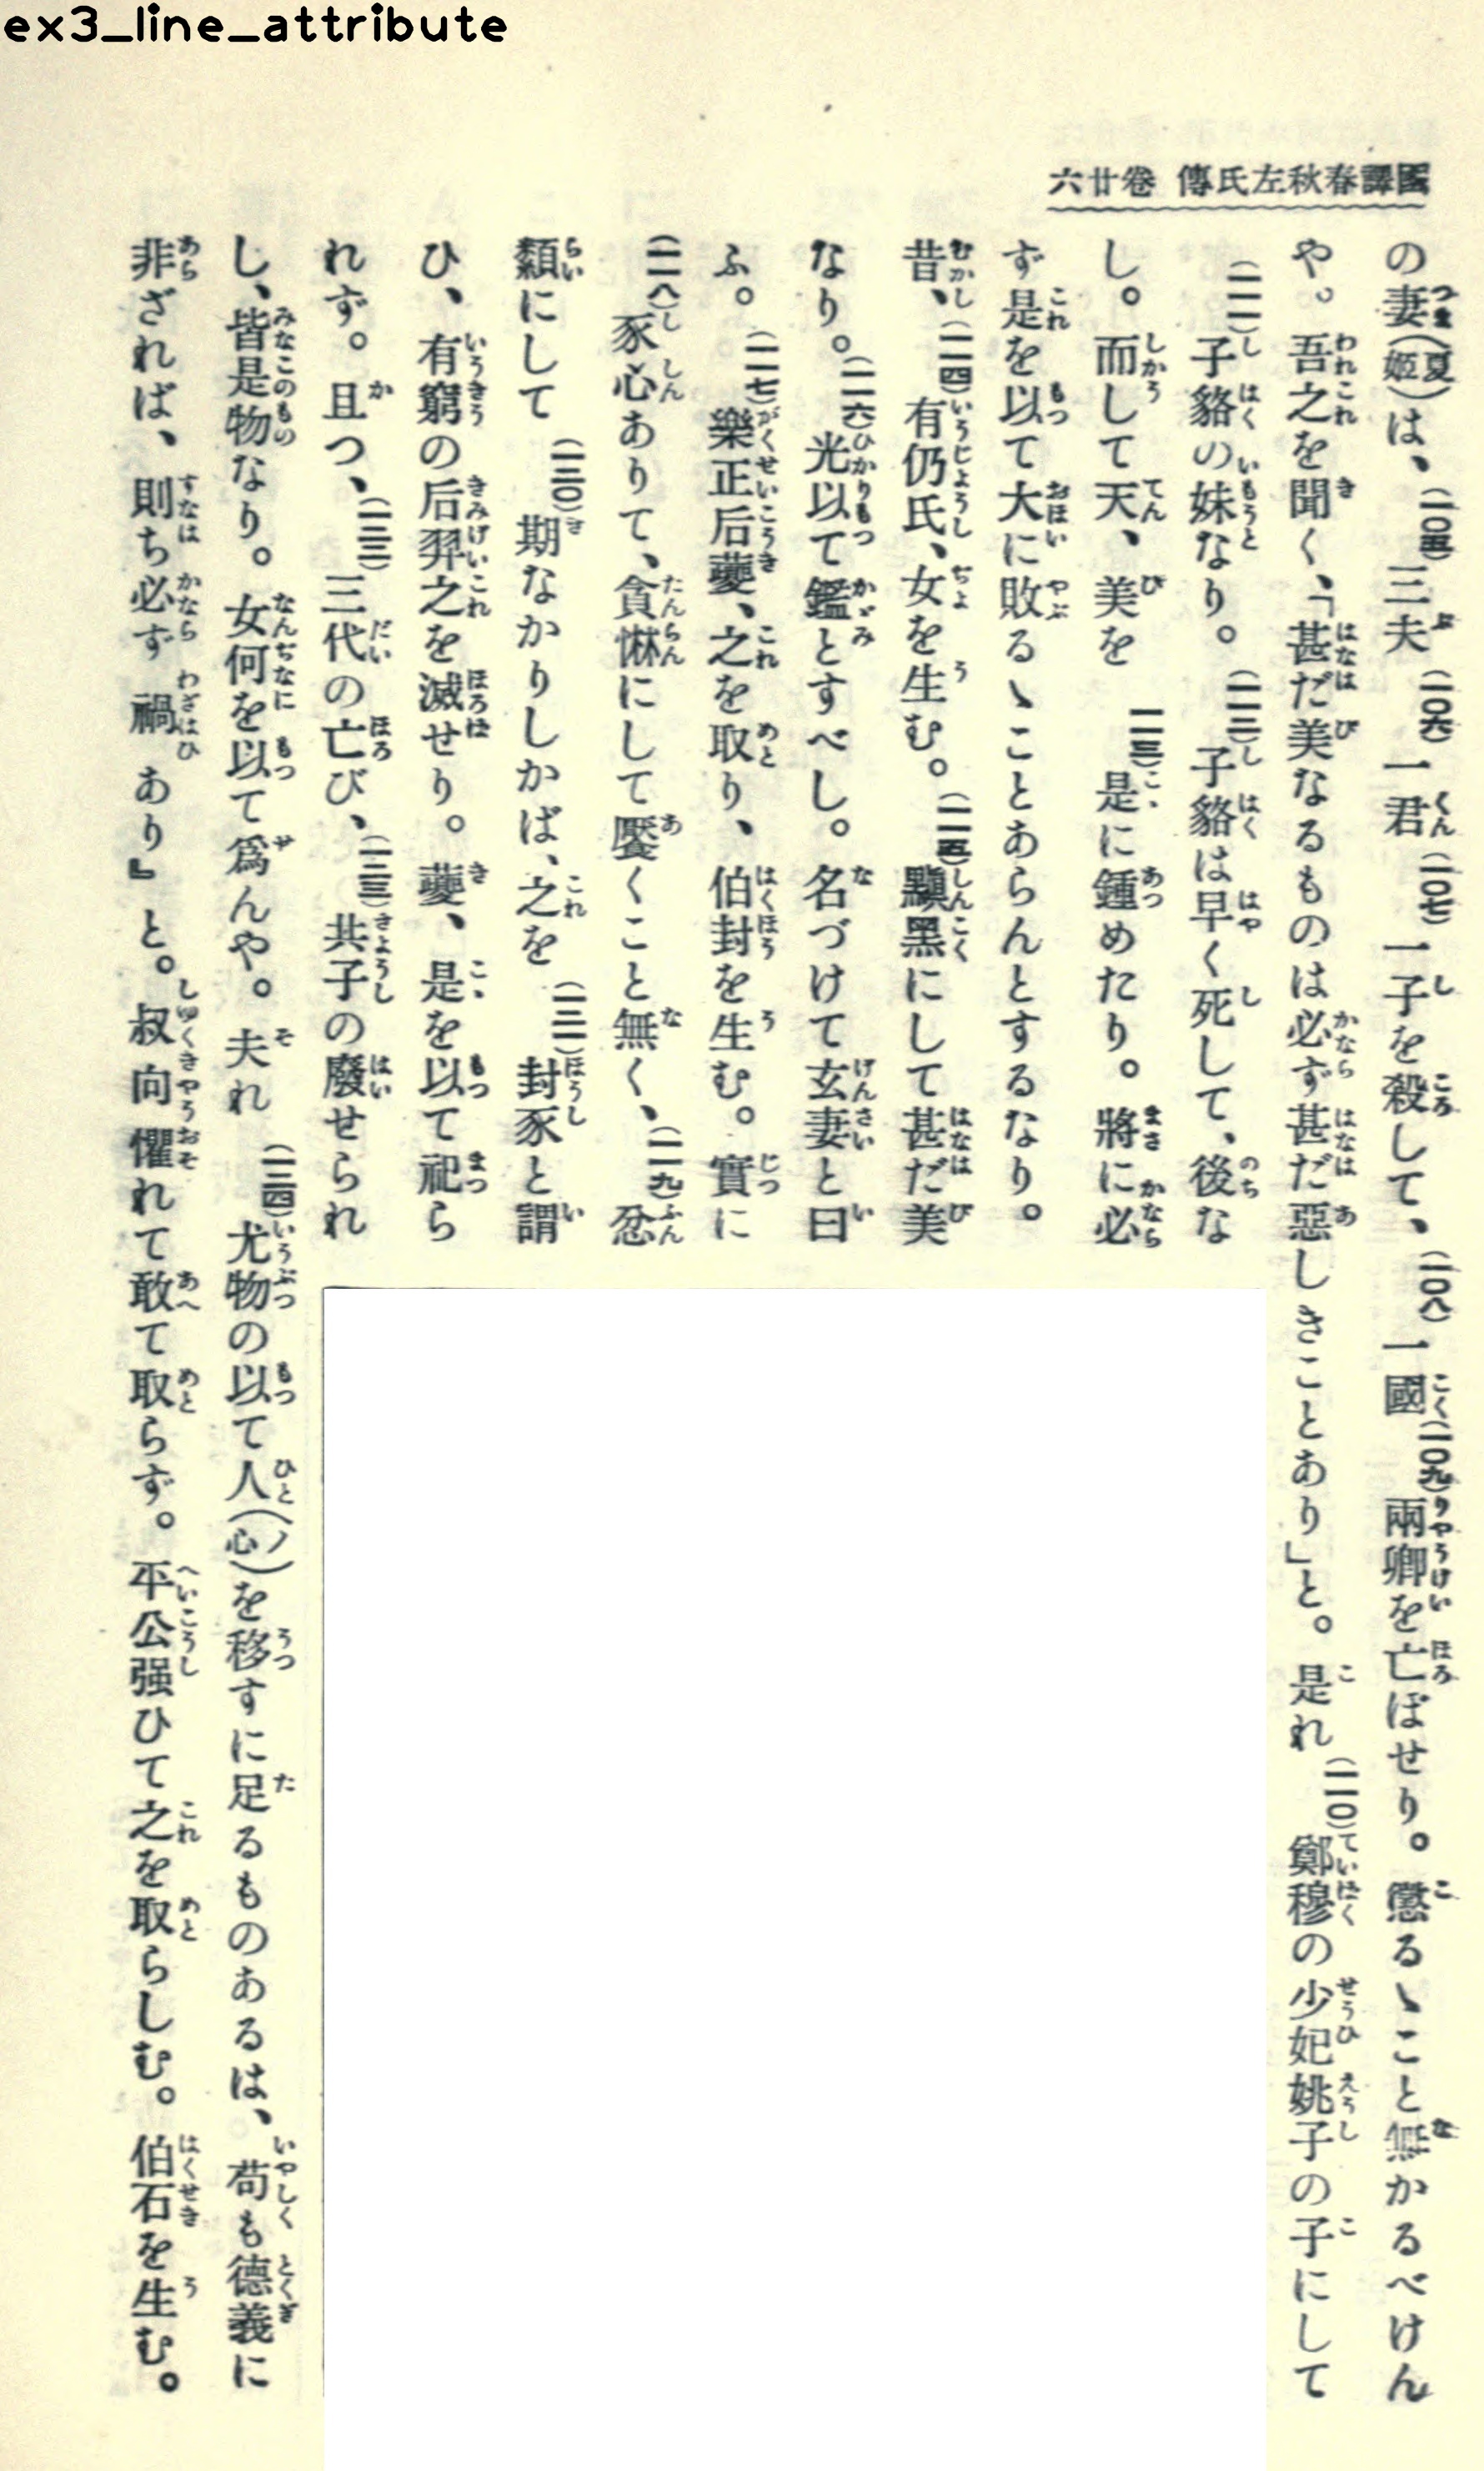 ex3_line_attribute
國譯春秋左氏傳 卷廿六
の妻(夏姬)は、(一〇五)三夫(一〇六)一君(一〇七)一子を殺して、(一〇八)一國(一〇九)兩卿を亡ぼせり。懲るゝこと無かるべけん
や。吾之を聞く、「甚だ美なるものは必ず甚だ惡しきことあり」と。是れ(一一〇)鄭穆の少妃姚子の子にして
(一一一)子貉の妹なり。(一一二)子貉は早く死して、後な
し。而して天、美を(一一三)是に鍾めたり。將に必
ず是を以て大に敗るゝことあらんとするなり。
昔、(一一四)有仍氏、女を生む。(一一五)黰黑にして甚だ美
なり。(一一六)光以て鑑とすべし。名づけて玄妻と曰
ふ。(一一七)樂正后夔、之を取り、伯封を生む。實に
(一一八)豕心ありて、貪惏にして饜くこと無く、(一一九)忿
纇にして(一二〇)期なかりしかば、之を(一二一)封豕と謂
ひ、有窮の后羿之を滅せり。夔、是を以て祀ら
れず。且つ、(一二二)三代の亡び、(一二三)共子の廢せられ
し、皆是物なり。女何を以て爲んや。夫れ(一二四)尤物の以て人(ノ心)を移すに足るものあるは、苟も德義に
非ざれば、則ち必ず禍あり』と。叔向懼れて敢て取らず。平公强ひて之を取らしむ。伯石を生む。